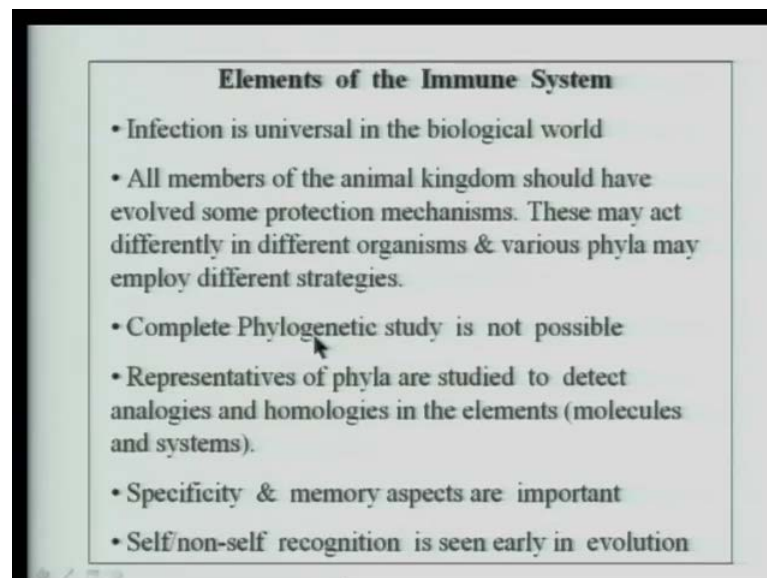 Elements of the Immune System
• Infection is universal in the biological world
• All members of the animal kingdom should have
evolved some protection mechanisms. These may act
differently in different organisms & various phyla may
employ different strategies.
• Complete Phylogenetic study is not possible
• Representatives of phyla are studied to detect
analogies and homologies in the elements (molecules
and systems).
• Specificity & memory aspects are important
• Self/non-self recognition is seen early in evolution